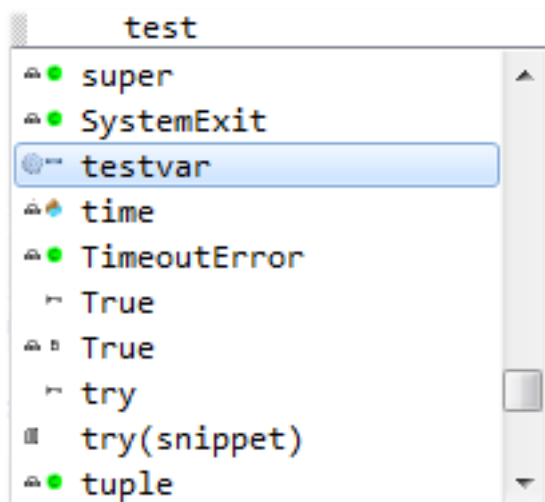 test
super
SystemExit
testvar
time
TimeoutError
True
True
try
try(snippet)
tuple